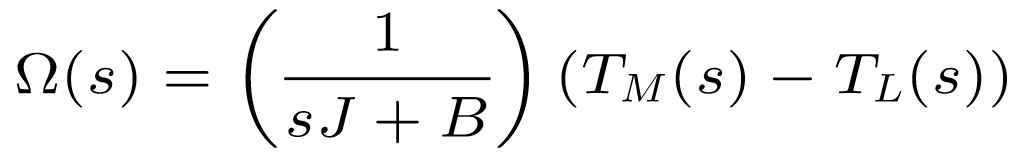 Ω(s) = (1/(sJ + B)) (T_M(s) − T_L(s))